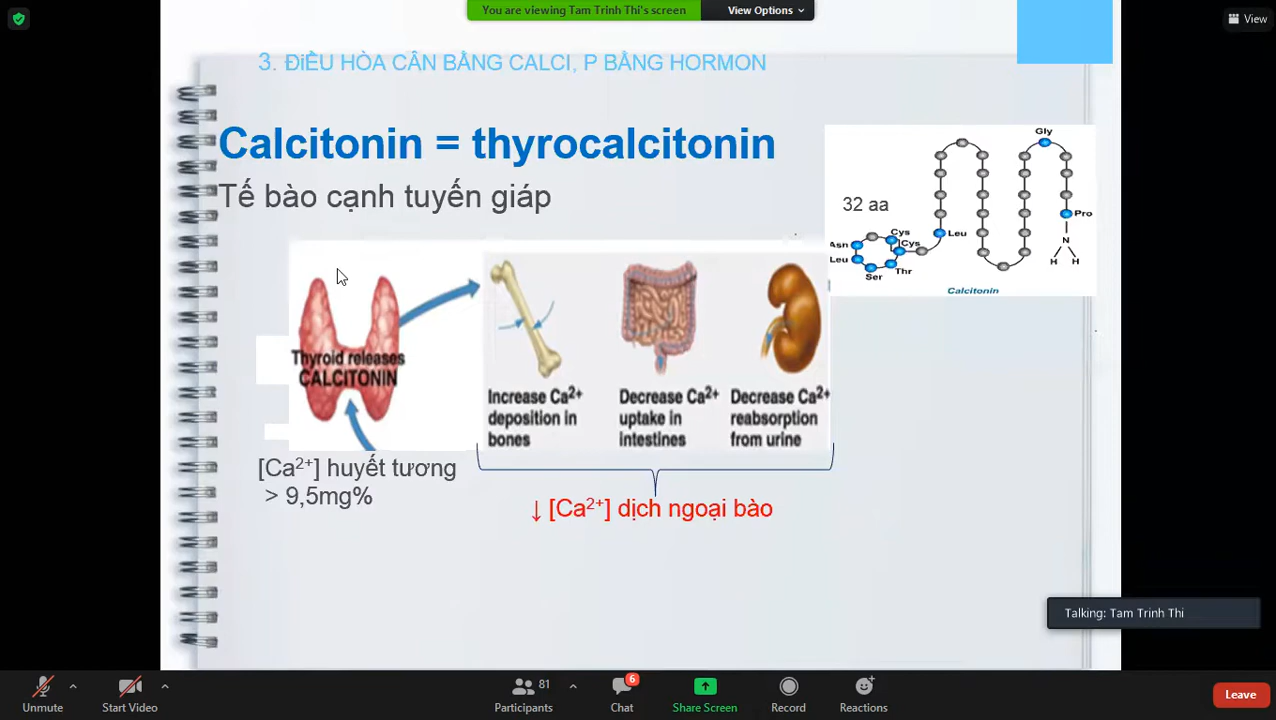 You are viewing Tam Trinh Thi's screen
View Options
View
3. ĐiỀU HÒA CÂN BẰNG CALCI, P BẰNG HORMON
Calcitonin = thyrocalcitonin
Tế bào cạnh tuyến giáp
32 aa
Gly
Pro
N
H H
Leu
Cys
Cys
Asn
Leu
Ser
Thr
Calcitonin
Thyroid releases
CALCITONIN
Increase Ca2+
deposition in
bones
Decrease Ca2+
uptake in
intestines
Decrease Ca2+
reabsorption
from urine
[Ca2+] huyết tương
> 9,5mg%
↓ [Ca2+] dịch ngoại bào
Talking: Tam Trinh Thi
Unmute
Start Video
81
Participants
6
Chat
Share Screen
Record
Reactions
Leave